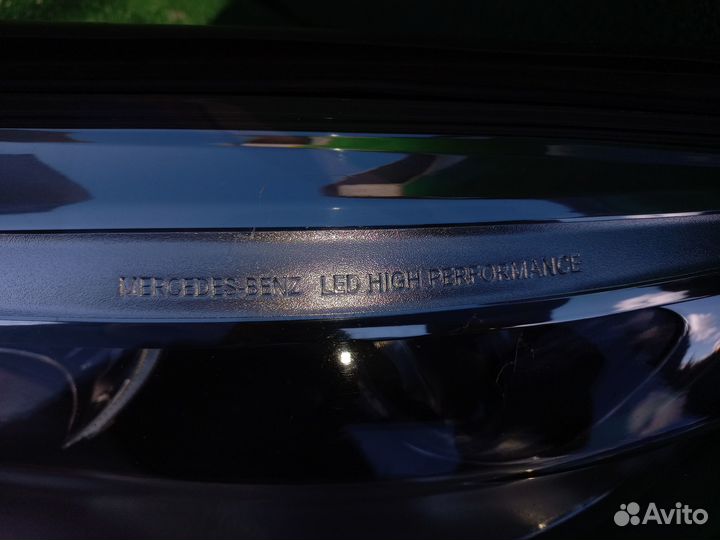 MERCEDES-BENZ LED HIGH PERFORMANCE
Avito